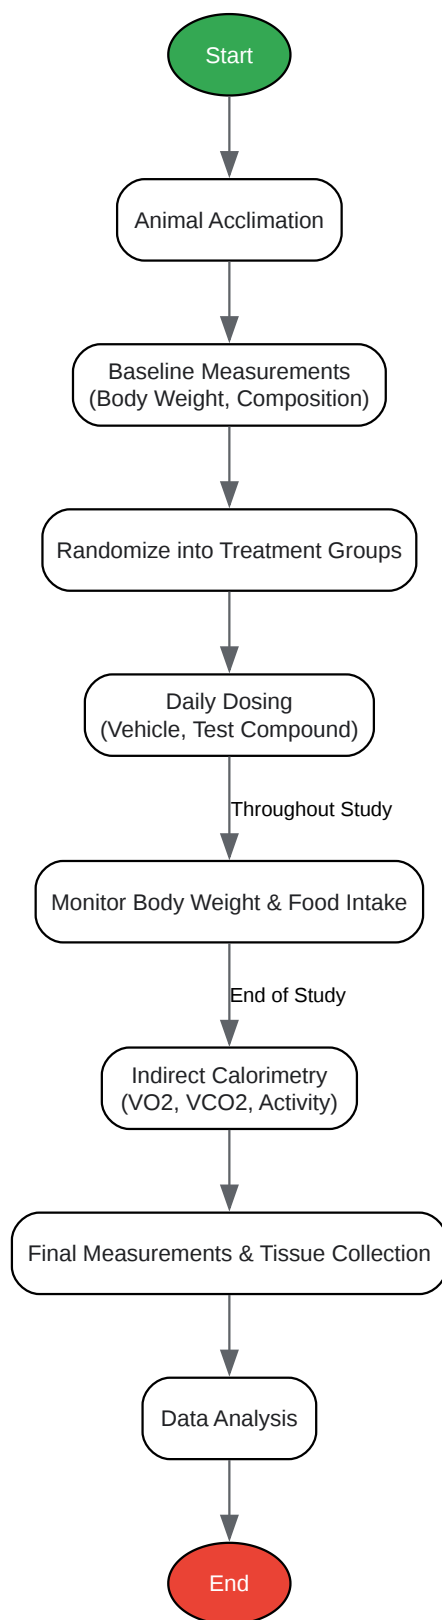 Start
Animal Acclimation
Baseline Measurements
(Body Weight, Composition)
Randomize into Treatment Groups
Daily Dosing
(Vehicle, Test Compound)
Throughout Study
Monitor Body Weight & Food Intake
End of Study
Indirect Calorimetry
(VO2, VCO2, Activity)
Final Measurements & Tissue Collection
Data Analysis
End